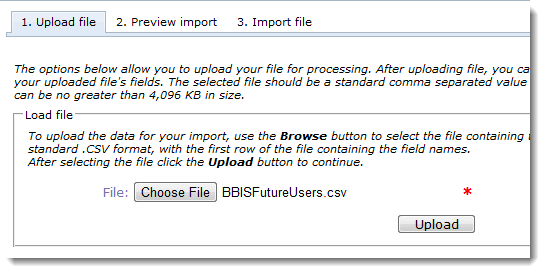 1. Upload file 2. Preview import 3. Import file
The options below allow you to upload your file for processing. After uploading file, you ca
your uploaded file's fields. The selected file should be a standard comma separated value
can be no greater than 4,096 KB in size.
Load file
To upload the data for your import, use the Browse button to select the file containing
standard .CSV format, with the first row of the file containing the field names.
After selecting the file click the Upload button to continue.
File: Choose File BBISFutureUsers.csv *
Upload